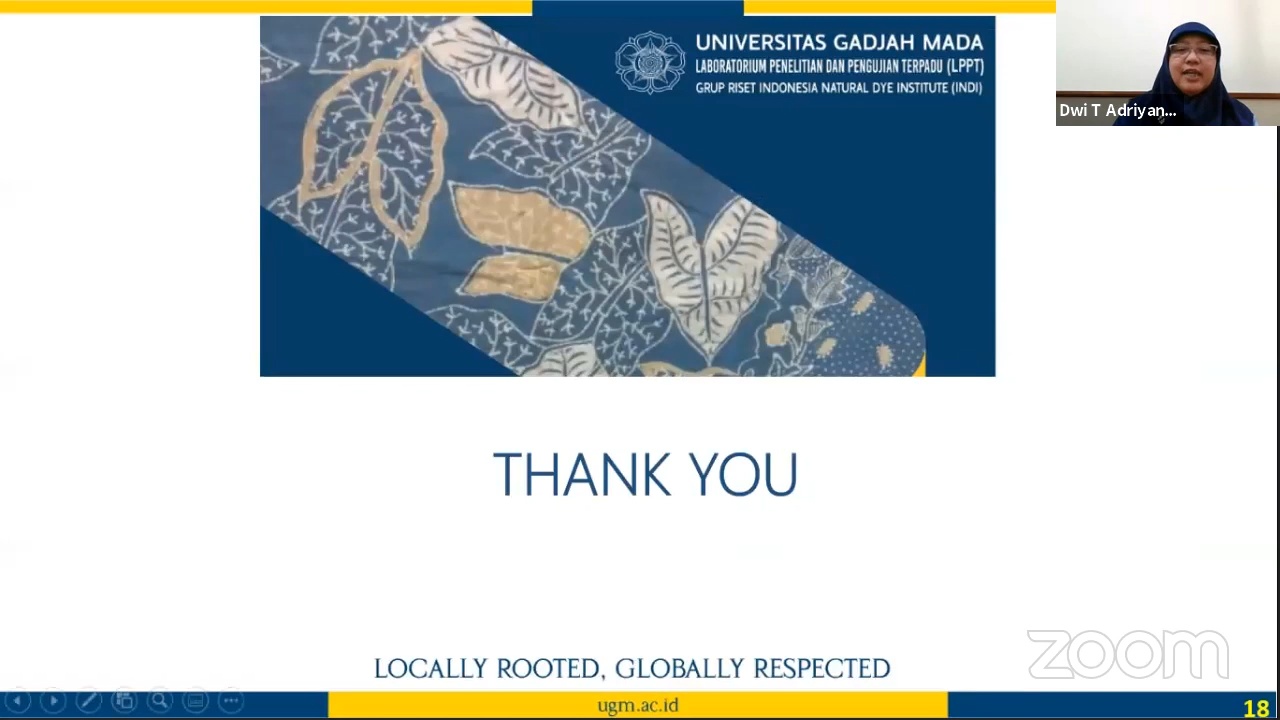 UNIVERSITAS GADJAH MADA
LABORATORIUM PENELITIAN DAN PENGUJIAN TERPADU (LPPT)
GRUP RISET INDONESIA NATURAL DYE INSTITUTE (INDI)
Dwi T Adriyan...
THANK YOU
zoom
LOCALLY ROOTED, GLOBALLY RESPECTED
ugm.ac.id
18